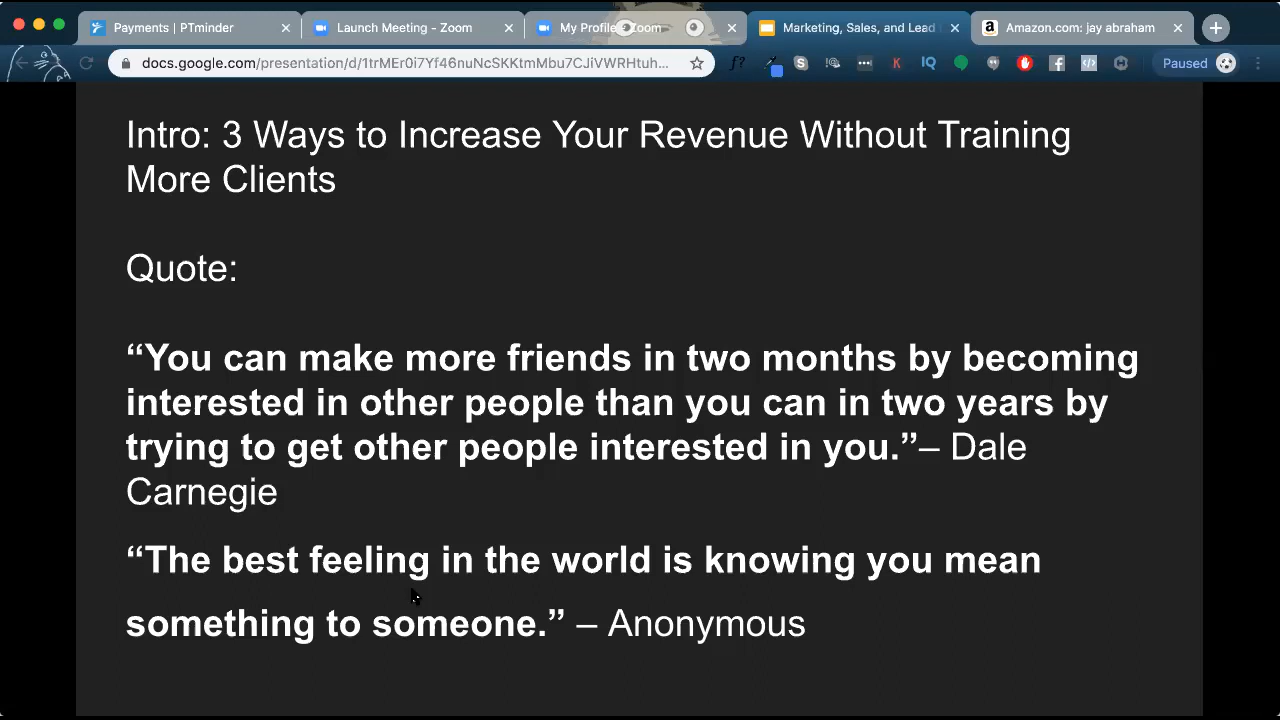 Payments | PTminder
Launch Meeting - Zoom
My Profile - Zoom
Marketing, Sales, and Lead
Amazon.com: jay abraham
docs.google.com/presentation/d/1trMEr0i7Yf46nuNcSKKtmMbu7CJiVWRHtuh...
Paused
Intro: 3 Ways to Increase Your Revenue Without Training
More Clients
Quote:
“You can make more friends in two months by becoming
interested in other people than you can in two years by
trying to get other people interested in you.”– Dale
Carnegie
“The best feeling in the world is knowing you mean
something to someone.” – Anonymous